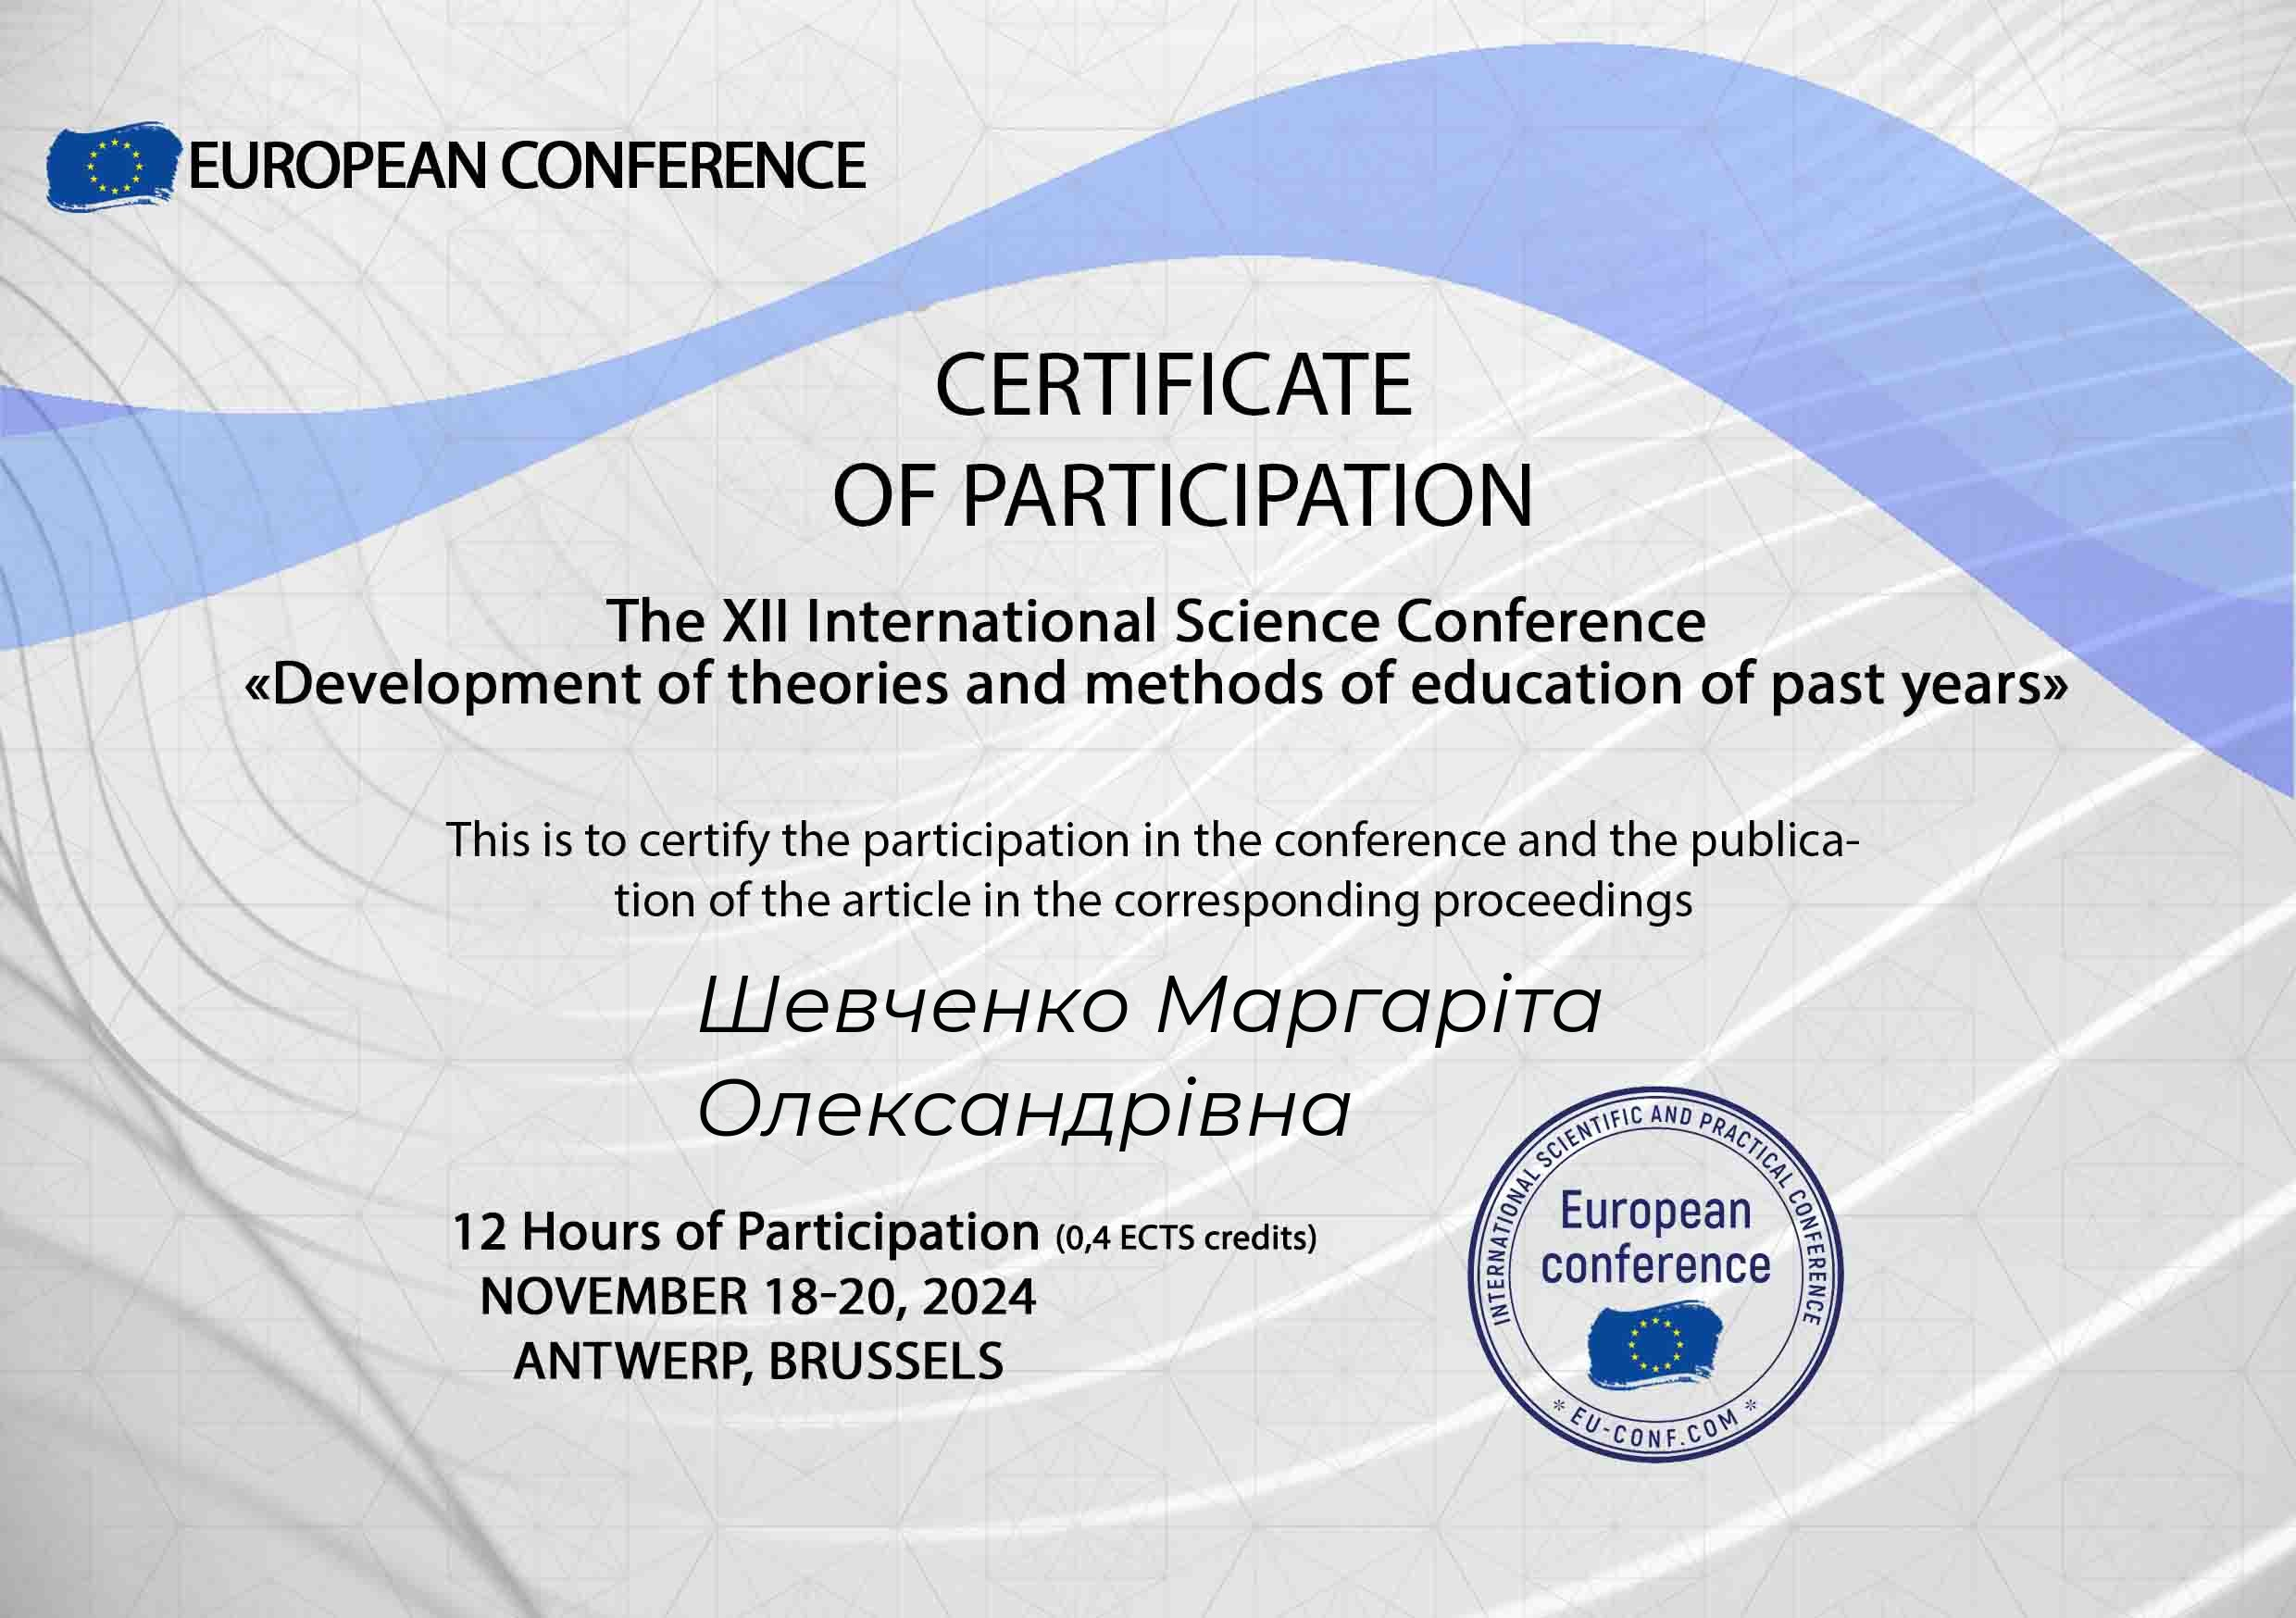 EUROPEAN CONFERENCE
CERTIFICATE
OF PARTICIPATION
The XII International Science Conference
«Development of theories and methods of education of past years»
This is to certify the participation in the conference and the publica-
tion of the article in the corresponding proceedings
Шевченко Маргаріта
Олександрівна
12 Hours of Participation (0,4 ECTS credits)
NOVEMBER 18-20, 2024
ANTWERP, BRUSSELS
INTERNATIONAL SCIENTIFIC AND PRACTICAL CONFERENCE
European
conference
* EU-CONF.COM *